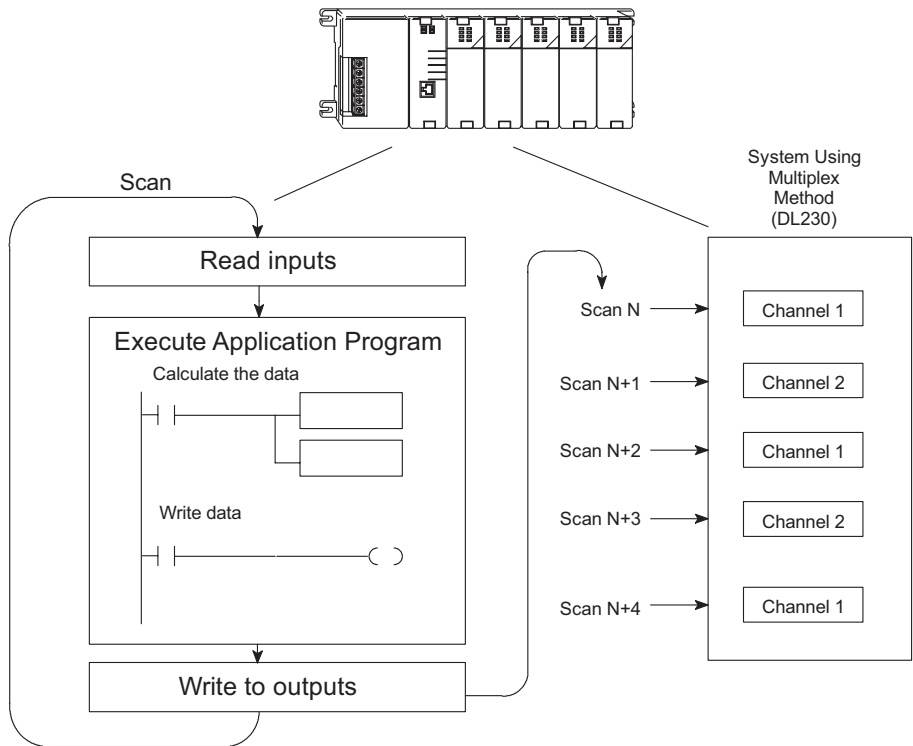 System Using
Multiplex
Method
(DL230)
Scan
Read inputs
Execute Application Program
Calculate the data
Write data
Write to outputs
Scan N
Channel 1
Scan N+1
Channel 2
Scan N+2
Channel 1
Scan N+3
Channel 2
Scan N+4
Channel 1